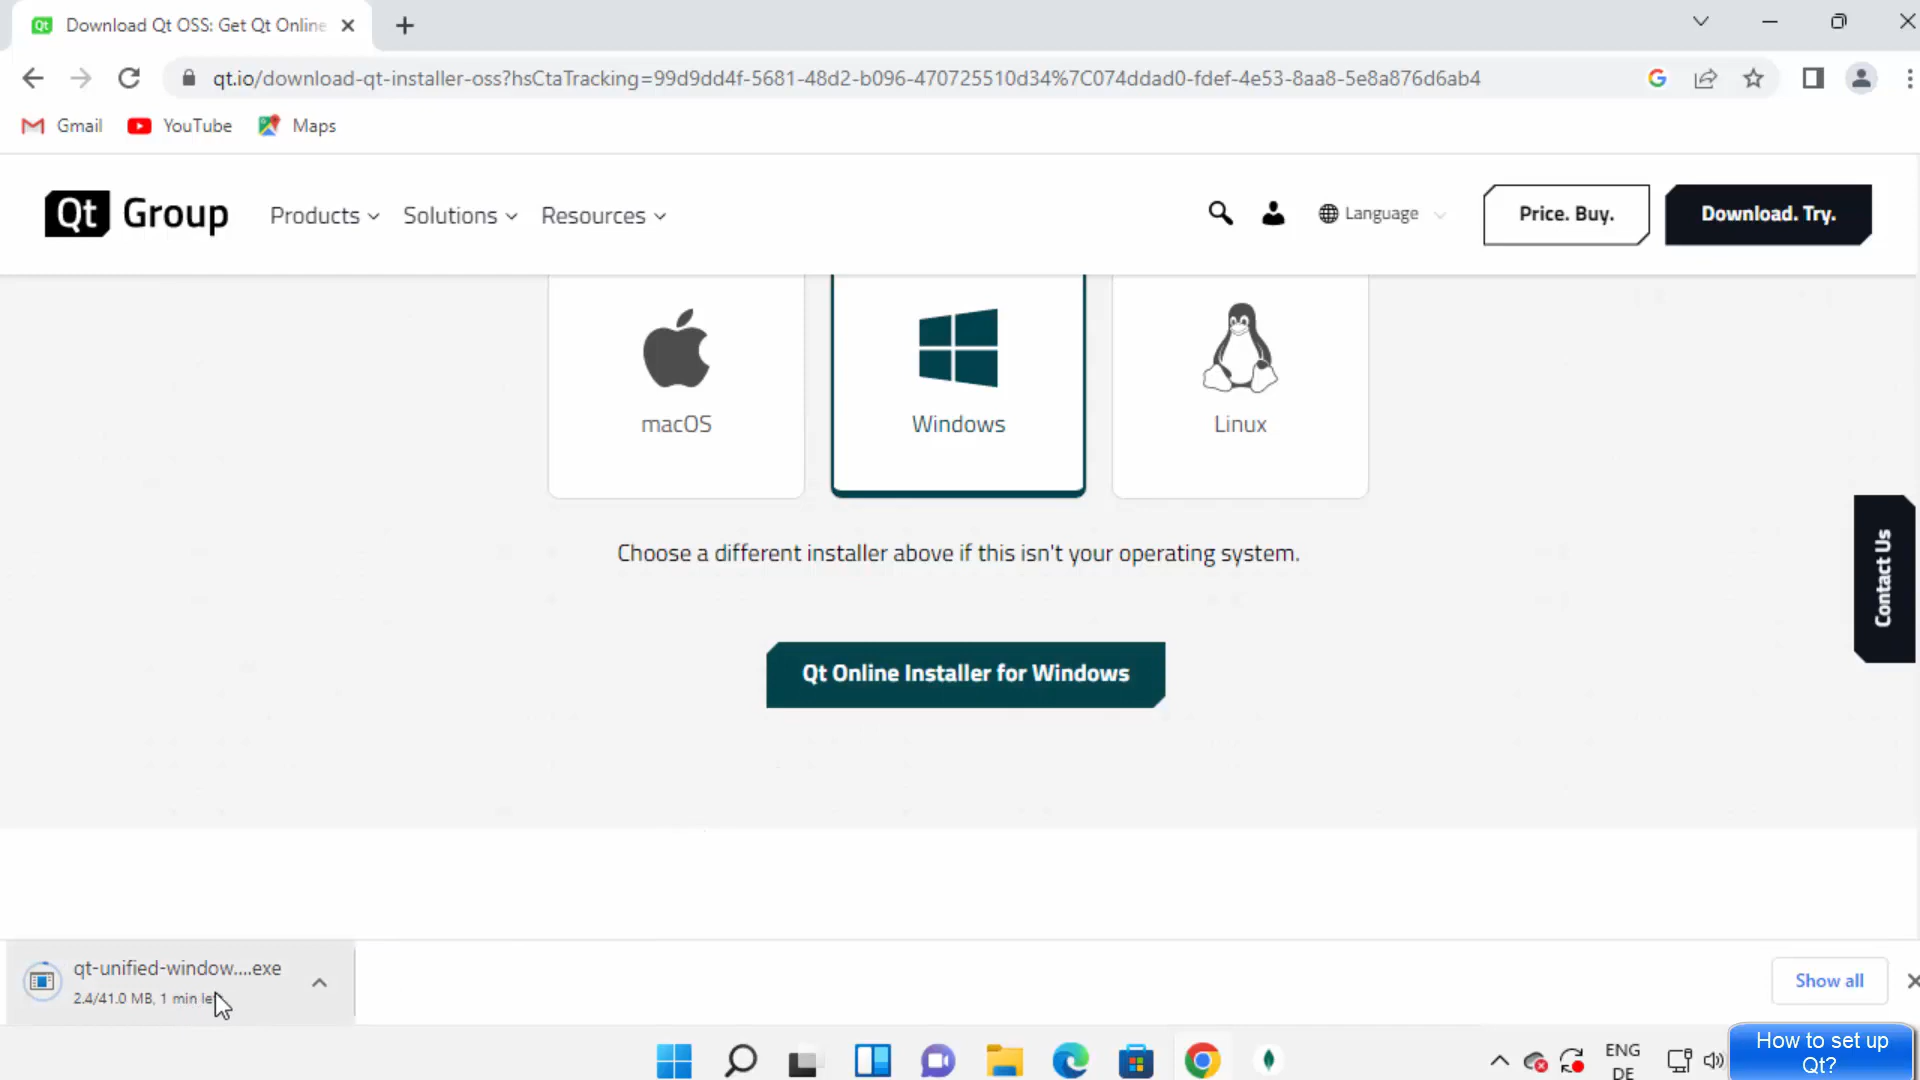 Qt Download Qt OSS: Get Qt Online
qt.io/download-qt-installer-oss?hsCtaTracking=99d9dd4f-5681-48d2-b096-470725510d34%7C074ddad0-fdef-4e53-8aa8-5e8a876d6ab4
Gmail YouTube Maps
Qt Group Products Solutions Resources Language Price. Buy. Download. Try.
macOS Windows Linux
Choose a different installer above if this isn't your operating system.
Contact Us
Qt Online Installer for Windows
qt-unified-window....exe
2.4/41.0 MB, 1 min le
Show all
ENG
DE
How to set up
Qt?